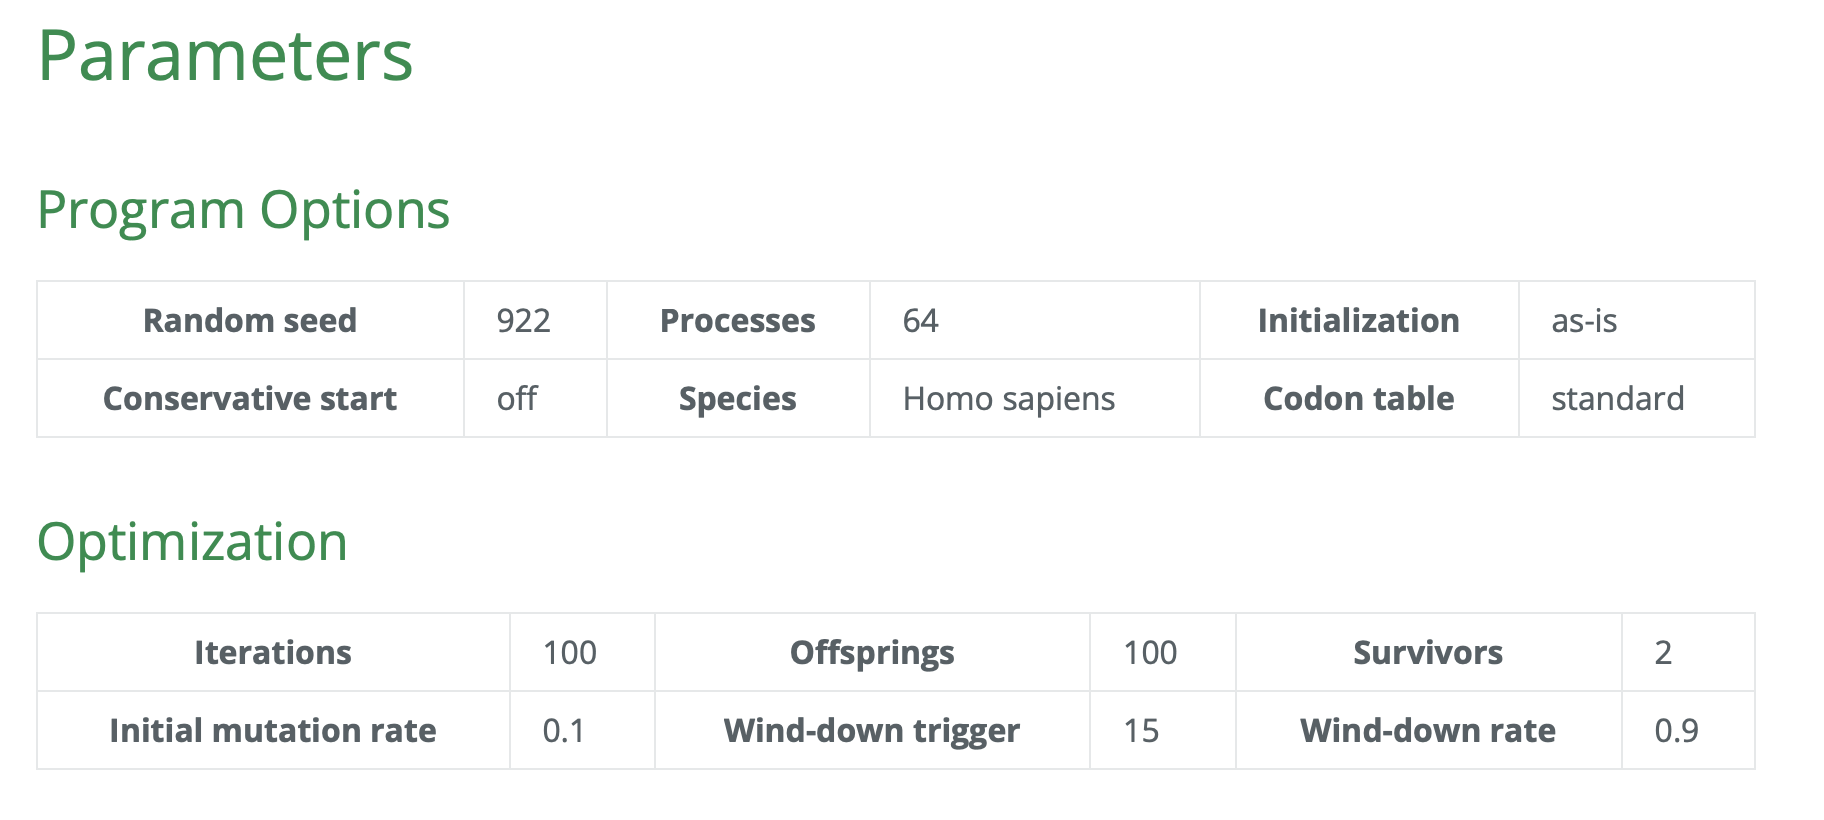 Parameters
Program Options
Random seed 922 Processes 64 Initialization as-is
Conservative start off Species Homo sapiens Codon table standard
Optimization
Iterations 100 Offsprings 100 Survivors 2
Initial mutation rate 0.1 Wind-down trigger 15 Wind-down rate 0.9